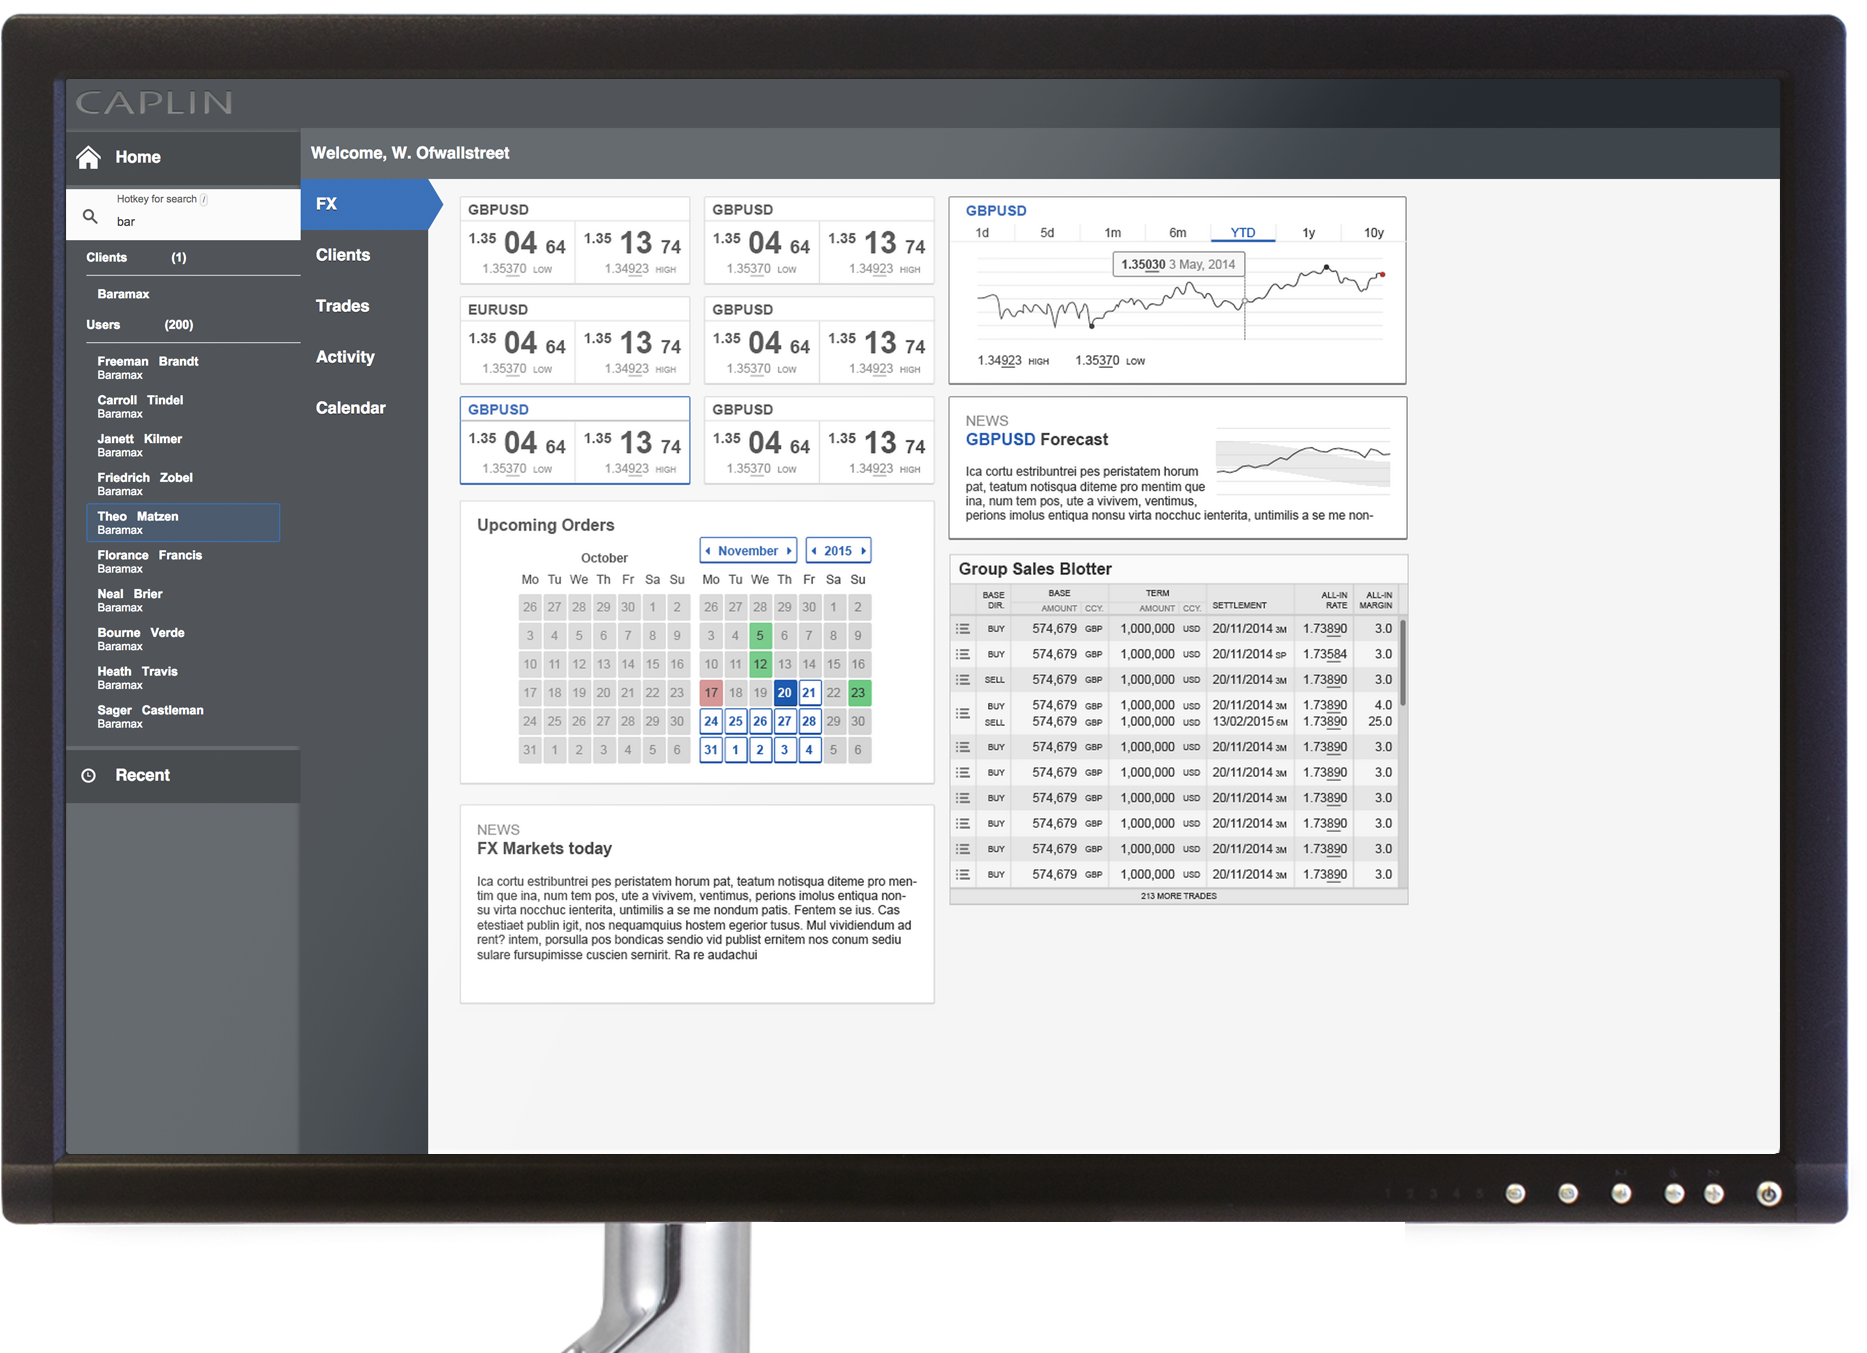 CAPLIN
Home
Welcome, W. Ofwallstreet
Hotkey for search /
bar
Clients (1)
Baramax
Users (200)
Freeman Brandt
Baramax
Carroll Tindel
Baramax
Janett Kilmer
Baramax
Friedrich Zobel
Baramax
Theo Matzen
Baramax
Florance Francis
Baramax
Neal Brier
Baramax
Bourne Verde
Baramax
Heath Travis
Baramax
Sager Castleman
Baramax
Recent
FX
Clients
Trades
Activity
Calendar
GBPUSD
1.35 04 64 1.35 13 74
1.35370 LOW 1.34923 HIGH
GBPUSD
1.35 04 64 1.35 13 74
1.35370 LOW 1.34923 HIGH
EURUSD
1.35 04 64 1.35 13 74
1.35370 LOW 1.34923 HIGH
GBPUSD
1.35 04 64 1.35 13 74
1.35370 LOW 1.34923 HIGH
GBPUSD
1.35 04 64 1.35 13 74
1.35370 LOW 1.34923 HIGH
GBPUSD
1.35 04 64 1.35 13 74
1.35370 LOW 1.34923 HIGH
Upcoming Orders
October
Mo Tu We Th Fr Sa Su
26 27 28 29 30 1 2
3 4 5 6 7 8 9
10 11 12 13 14 15 16
17 18 19 20 21 22 23
24 25 26 27 28 29 30
31 1 2 3 4 5 6
November 2015
Mo Tu We Th Fr Sa Su
26 27 28 29 30 1 2
3 4 5 6 7 8 9
10 11 12 13 14 15 16
17 18 19 20 21 22 23
24 25 26 27 28 29 30
31 1 2 3 4 5 6
NEWS
FX Markets today
Ica cortu estribuntrei pes peristatem horum pat, teatum notisqua diteme pro men-
tim que ina, num tem pos, ute a vivivem, ventimus, perions imolus entiqua non-
su virta nocchuc ienterita, untimilis a se me nondum patis. Fentem se ius. Cas
etestiaet publin igit, nos nequamquius hostem egerior tusus. Mul vividiendum ad
rent? intem, porsulla pos bondicas sendio vid publist ernitem nos conum sediu
sulare fursupimisse cuscien sernirit. Ra re audachui
GBPUSD
1d 5d 1m 6m YTD 1y 10y
1.35030 3 May, 2014
1.34923 HIGH 1.35370 LOW
NEWS
GBPUSD Forecast
Ica cortu estribuntrei pes peristatem horum
pat, teatum notisqua diteme pro mentim que
ina, num tem pos, ute a vivivem, ventimus,
perions imolus entiqua nonsu virta nocchuc ienterita, untimilis a se me non-
Group Sales Blotter
BASE DIR. BASE AMOUNT CCY. TERM AMOUNT CCY. SETTLEMENT ALL-IN RATE ALL-IN MARGIN
BUY 574,679 GBP 1,000,000 USD 20/11/2014 3M 1.73890 3.0
BUY 574,679 GBP 1,000,000 USD 20/11/2014 SP 1.73584 3.0
SELL 574,679 GBP 1,000,000 USD 20/11/2014 3M 1.73890 3.0
BUY 574,679 GBP 1,000,000 USD 20/11/2014 3M 1.73890 4.0
SELL 574,679 GBP 1,000,000 USD 13/02/2015 6M 1.73890 25.0
BUY 574,679 GBP 1,000,000 USD 20/11/2014 3M 1.73890 3.0
BUY 574,679 GBP 1,000,000 USD 20/11/2014 3M 1.73890 3.0
BUY 574,679 GBP 1,000,000 USD 20/11/2014 3M 1.73890 3.0
BUY 574,679 GBP 1,000,000 USD 20/11/2014 3M 1.73890 3.0
BUY 574,679 GBP 1,000,000 USD 20/11/2014 3M 1.73890 3.0
BUY 574,679 GBP 1,000,000 USD 20/11/2014 3M 1.73890 3.0
213 MORE TRADES
1 2 3 4 5